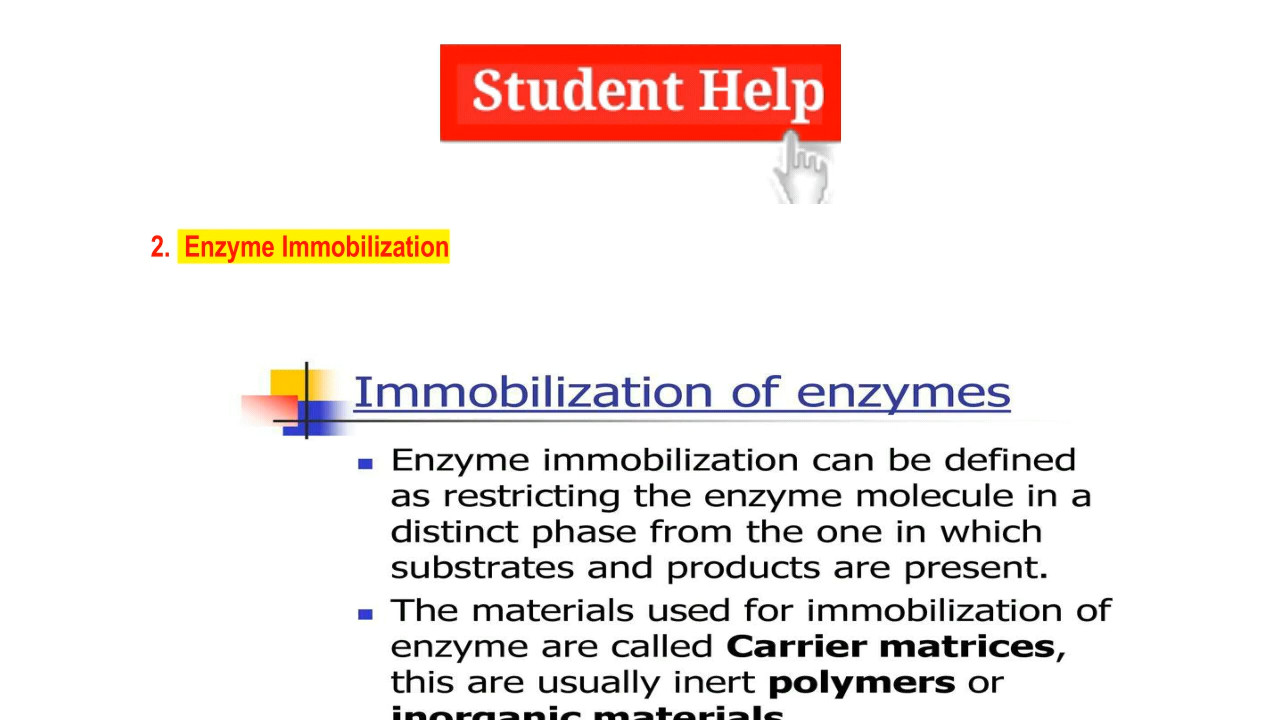 Student Help
2. Enzyme Immobilization
Immobilization of enzymes
Enzyme immobilization can be defined
as restricting the enzyme molecule in a
distinct phase from the one in which
substrates and products are present.
The materials used for immobilization of
enzyme are called Carrier matrices,
this are usually inert polymers or
inorganic materials